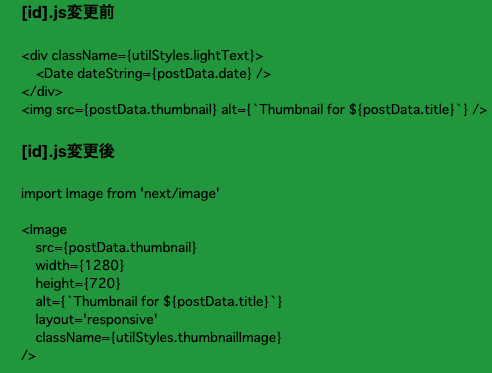 [id].js変更前
<div className={utilStyles.lightText}>
<Date dateString={postData.date} />
</div>
<img src={postData.thumbnail} alt={`Thumbnail for ${postData.title}`} />
[id].js変更後
import Image from 'next/image'
<Image
src={postData.thumbnail}
width={1280}
height={720}
alt={`Thumbnail for ${postData.title}`}
layout='responsive'
className={utilStyles.thumbnailImage}
/>